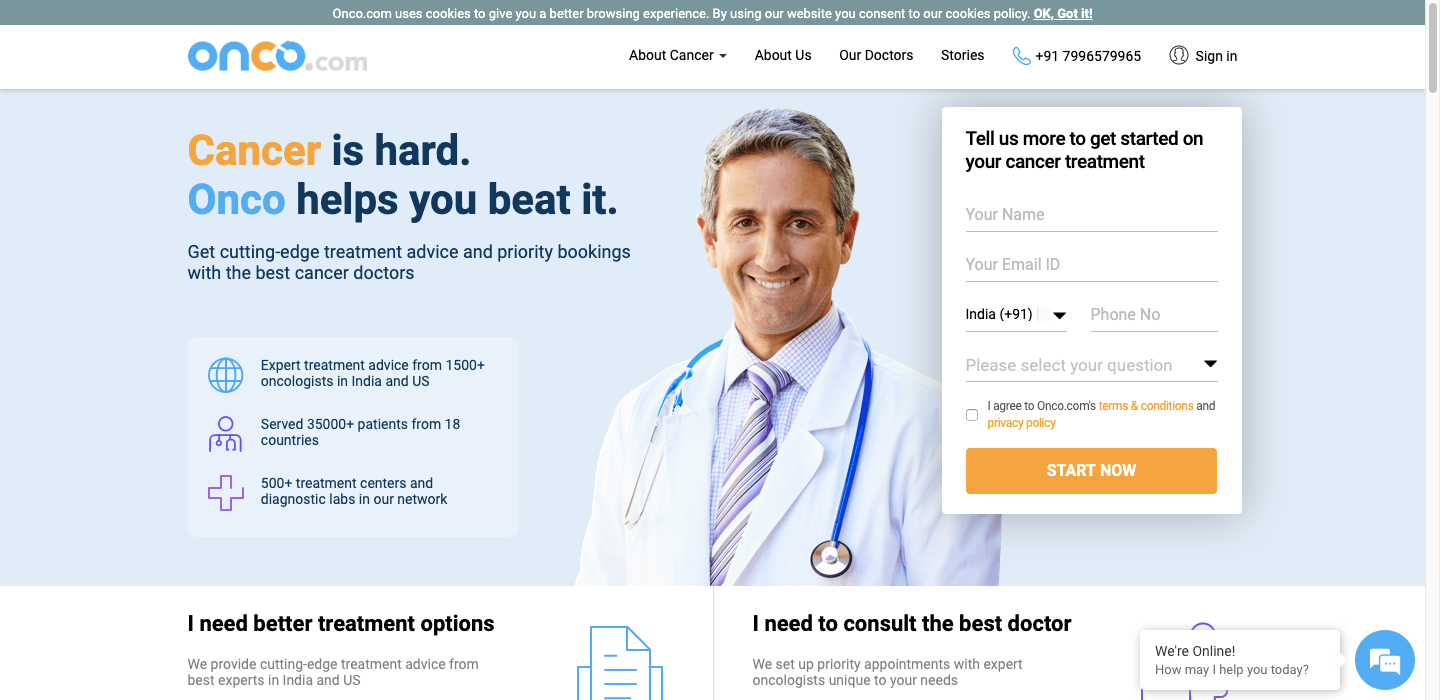 Onco.com uses cookies to give you a better browsing experience. By using our website you consent to our cookies policy. OK, Got it!
onco.com
About Cancer
About Us
Our Doctors
Stories
+91 7996579965
Sign in
Cancer is hard.
Onco helps you beat it.
Get cutting-edge treatment advice and priority bookings
with the best cancer doctors
Expert treatment advice from 1500+
oncologists in India and US
Served 35000+ patients from 18
countries
500+ treatment centers and
diagnostic labs in our network
Tell us more to get started on
your cancer treatment
Your Name
Your Email ID
India (+91)
Phone No
Please select your question
I agree to Onco.com's terms & conditions and
privacy policy
START NOW
I need better treatment options
We provide cutting-edge treatment advice from
best experts in India and US
I need to consult the best doctor
We set up priority appointments with expert
oncologists unique to your needs
We're Online!
How may I help you today?